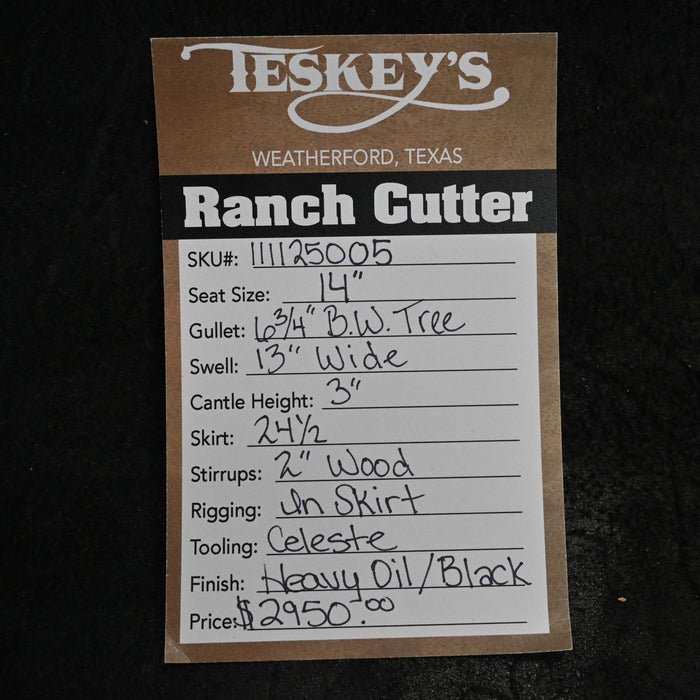 TESKEY'S
WEATHERFORD, TEXAS
Ranch Cutter
SKU#: 111125005
Seat Size: 14"
Gullet: 6 3/4" B.W. Tree
Swell: 13" Wide
Cantle Height: 3"
Skirt: 24 1/2
Stirrups: 2" Wood
Rigging: In Skirt
Tooling: Celeste
Finish: Heavy Oil/Black
Price: $2950.00